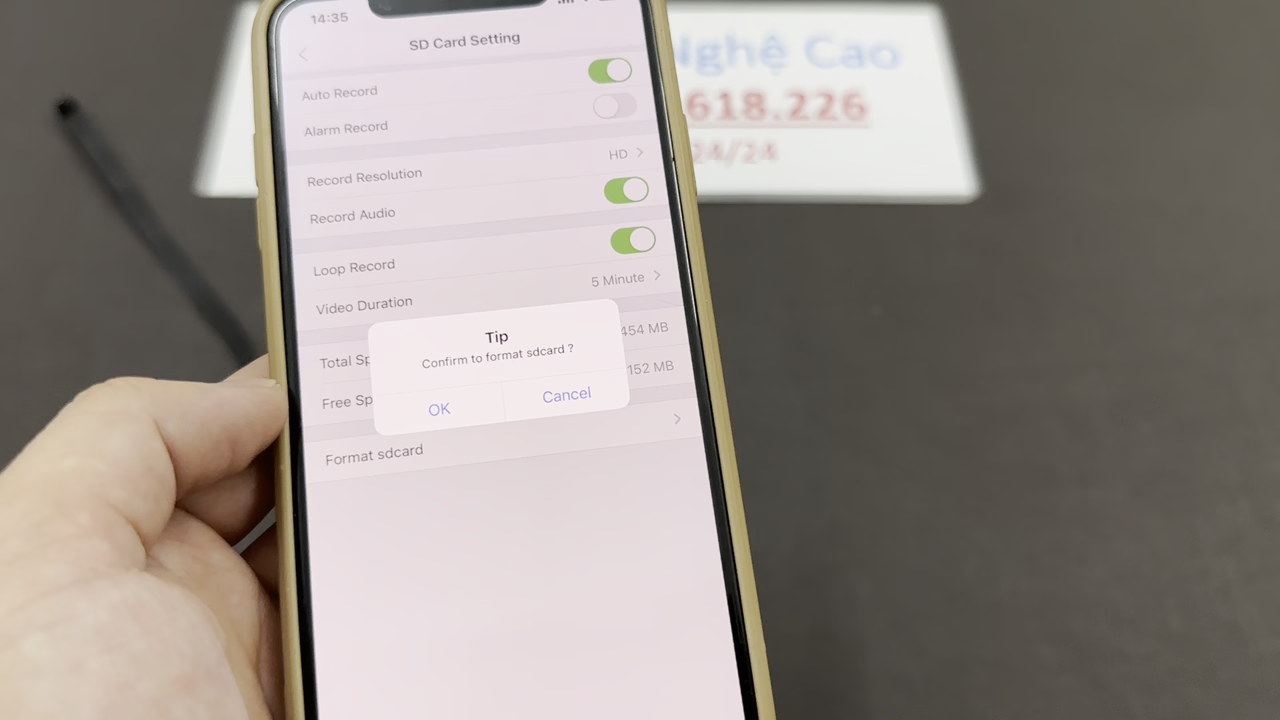 14:35
SD Card Setting
Auto Record
Alarm Record
Record Resolution HD
Record Audio
Loop Record
Video Duration 5 Minute
Total Sp 454 MB
Free Sp 152 MB
Tip
Confirm to format sdcard ?
OK Cancel
Format sdcard
Nghệ Cao
618.226
24/24